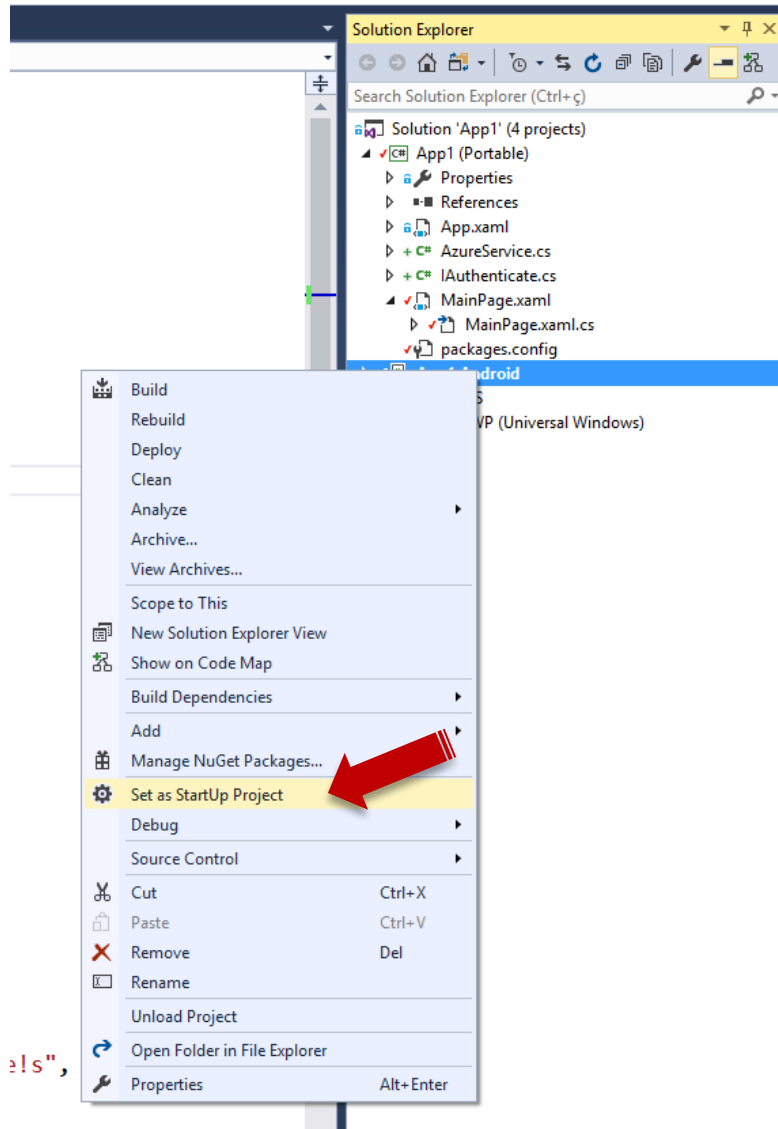 Solution Explorer
Search Solution Explorer (Ctrl+ç)
Solution 'App1' (4 projects)
App1 (Portable)
Properties
References
App.xaml
C# AzureService.cs
C# IAuthenticate.cs
MainPage.xaml
MainPage.xaml.cs
packages.config
droid
S
WP (Universal Windows)
Build
Rebuild
Deploy
Clean
Analyze
Archive...
View Archives...
Scope to This
New Solution Explorer View
Show on Code Map
Build Dependencies
Add
Manage NuGet Packages...
Set as StartUp Project
Debug
Source Control
Cut Ctrl+X
Paste Ctrl+V
Remove Del
Rename
Unload Project
Open Folder in File Explorer
Properties Alt+Enter
e!s",